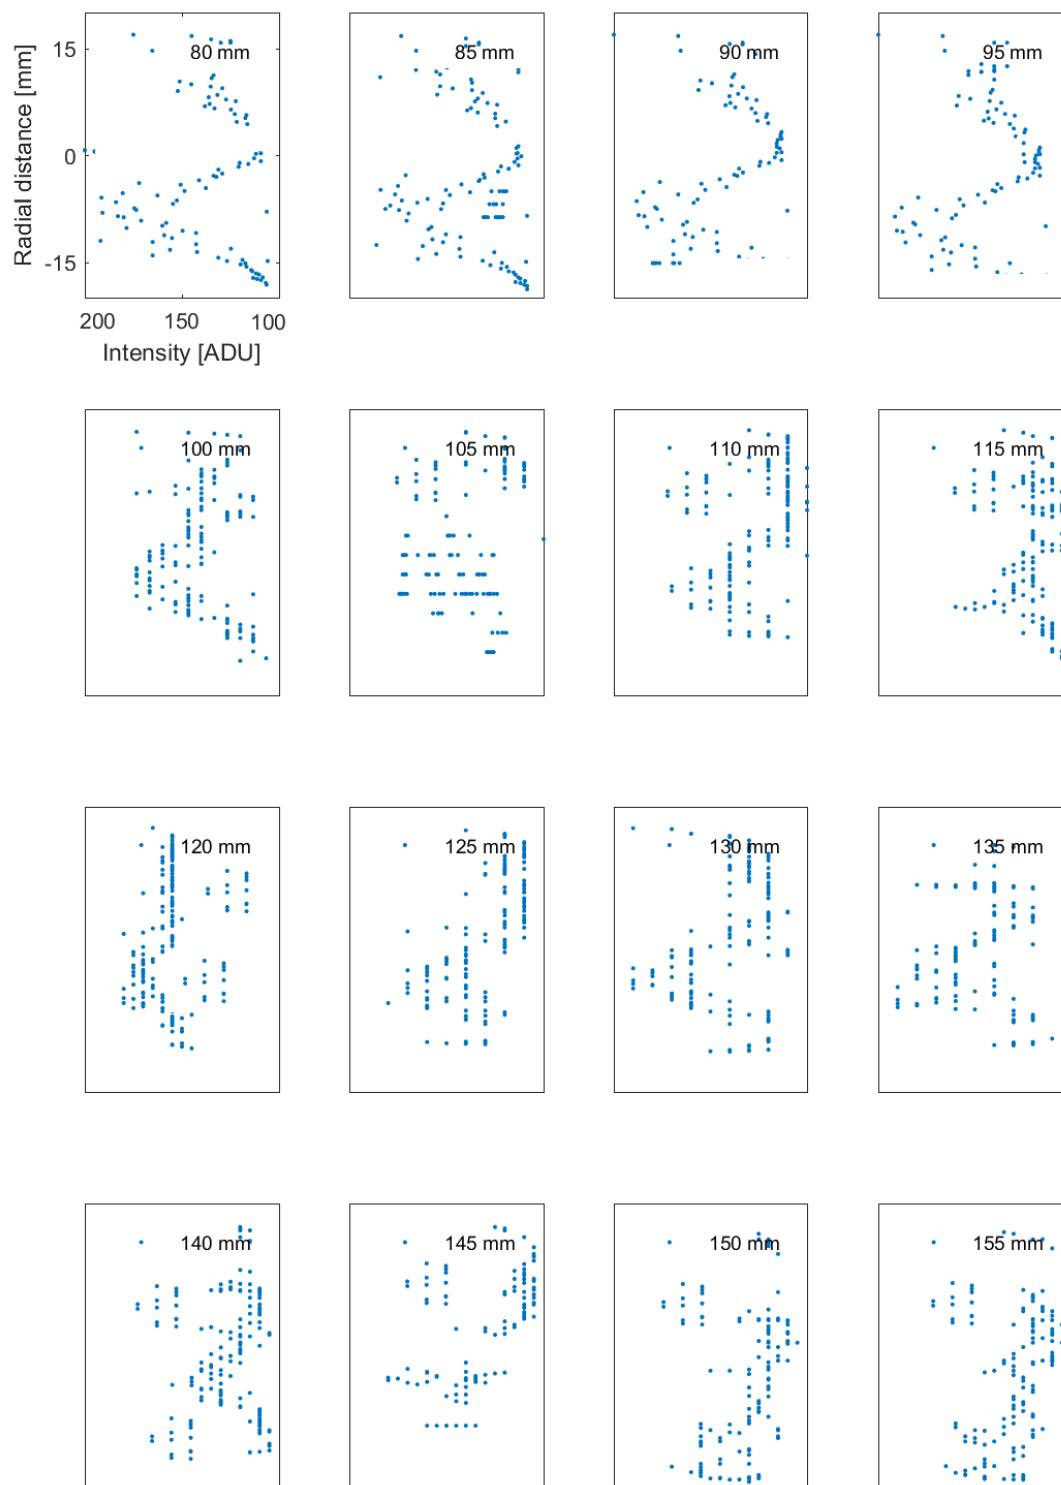 80 mm
85 mm
90 mm
95 mm
15
0
-15
Radial distance [mm]
200 150 100
Intensity [ADU]
100 mm
105 mm
110 mm
115 mm
120 mm
125 mm
130 mm
135 mm
140 mm
145 mm
150 mm
155 mm